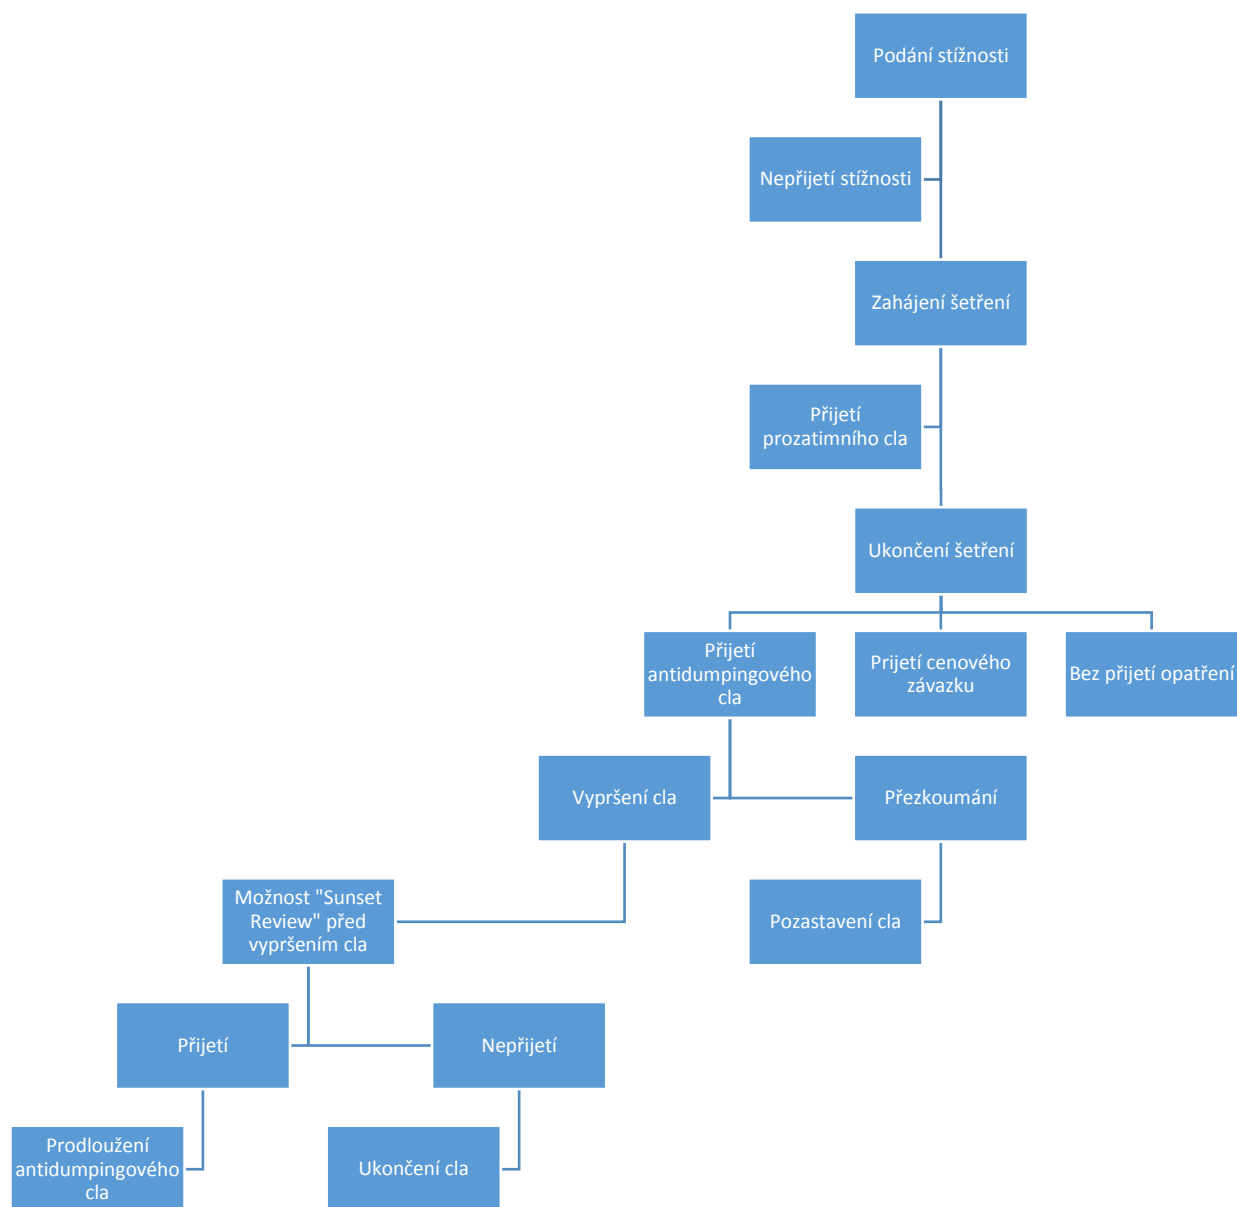 Podání stížnosti
Nepřijetí stížnosti
Zahájení šetření
Přijetí
prozatimního cla
Ukončení šetření
Přijetí
antidumpingového
cla
Prijetí cenového
závazku
Bez přijetí opatření
Vypršení cla
Přezkoumání
Možnost "Sunset
Review" před
vypršením cla
Pozastavení cla
Přijetí
Nepřijetí
Prodloužení
antidumpingového
cla
Ukončení cla